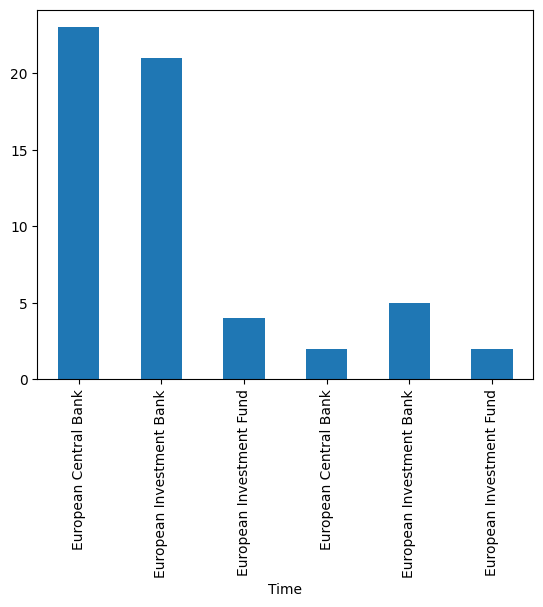 20
15
10
5
0
European Central Bank
European Investment Bank
European Investment Fund
European Central Bank
European Investment Bank
European Investment Fund
Time